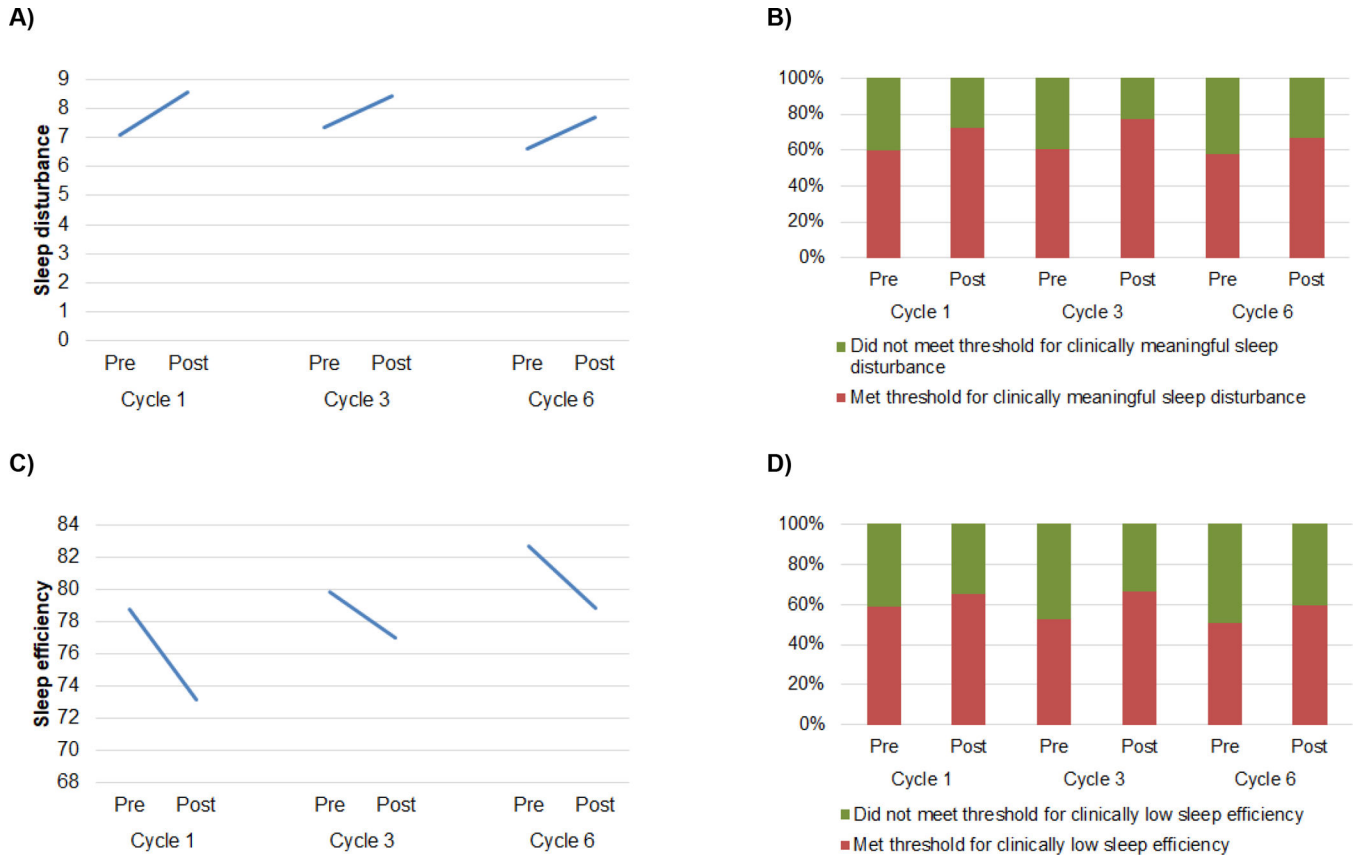 A)
Sleep disturbance
9
8
7
6
5
4
3
2
1
0
Pre Post Pre Post Pre Post
Cycle 1 Cycle 3 Cycle 6
B)
100%
80%
60%
40%
20%
0%
Pre Post Pre Post Pre Post
Cycle 1 Cycle 3 Cycle 6
Did not meet threshold for clinically meaningful sleep
disturbance
Met threshold for clinically meaningful sleep disturbance
C)
Sleep efficiency
84
82
80
78
76
74
72
70
68
Pre Post Pre Post Pre Post
Cycle 1 Cycle 3 Cycle 6
D)
100%
80%
60%
40%
20%
0%
Pre Post Pre Post Pre Post
Cycle 1 Cycle 3 Cycle 6
Did not meet threshold for clinically low sleep efficiency
Met threshold for clinically low sleep efficiency